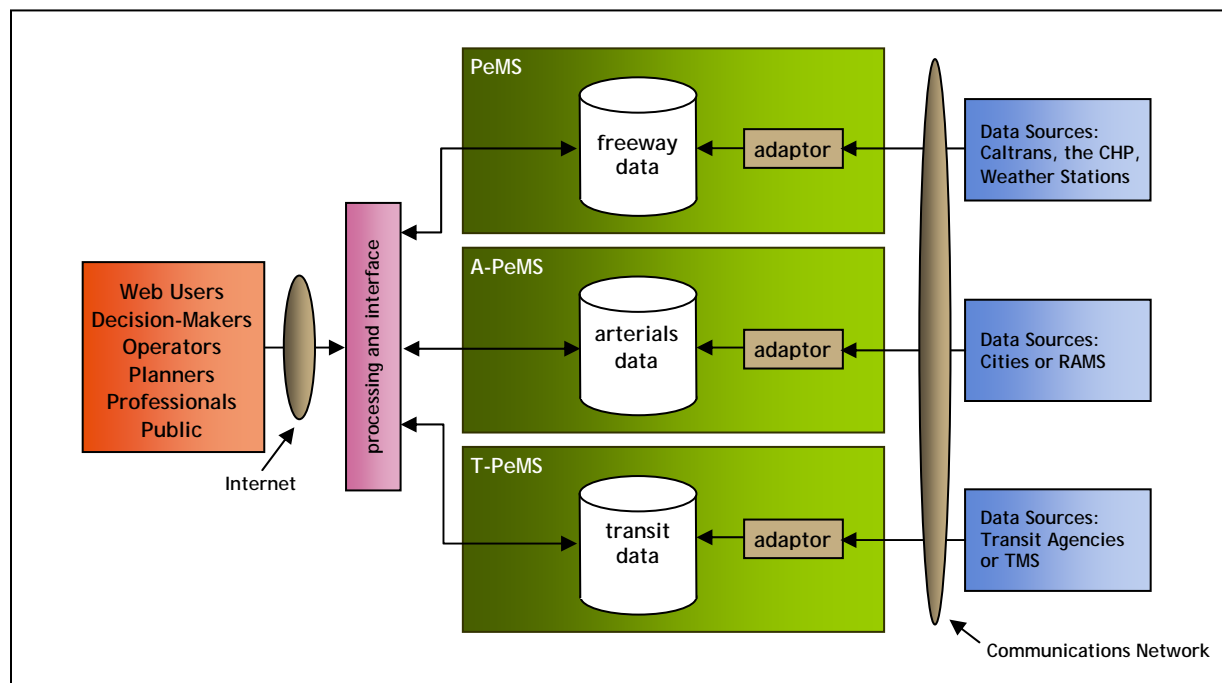 PeMS
freeway
data
adaptor
Data Sources:
Caltrans, the CHP,
Weather Stations
Web Users
Decision-Makers
Operators
Planners
Professionals
Public
Internet
processing and interface
A-PeMS
arterials
data
adaptor
Data Sources:
Cities or RAMS
T-PeMS
transit
data
adaptor
Data Sources:
Transit Agencies
or TMS
Communications Network